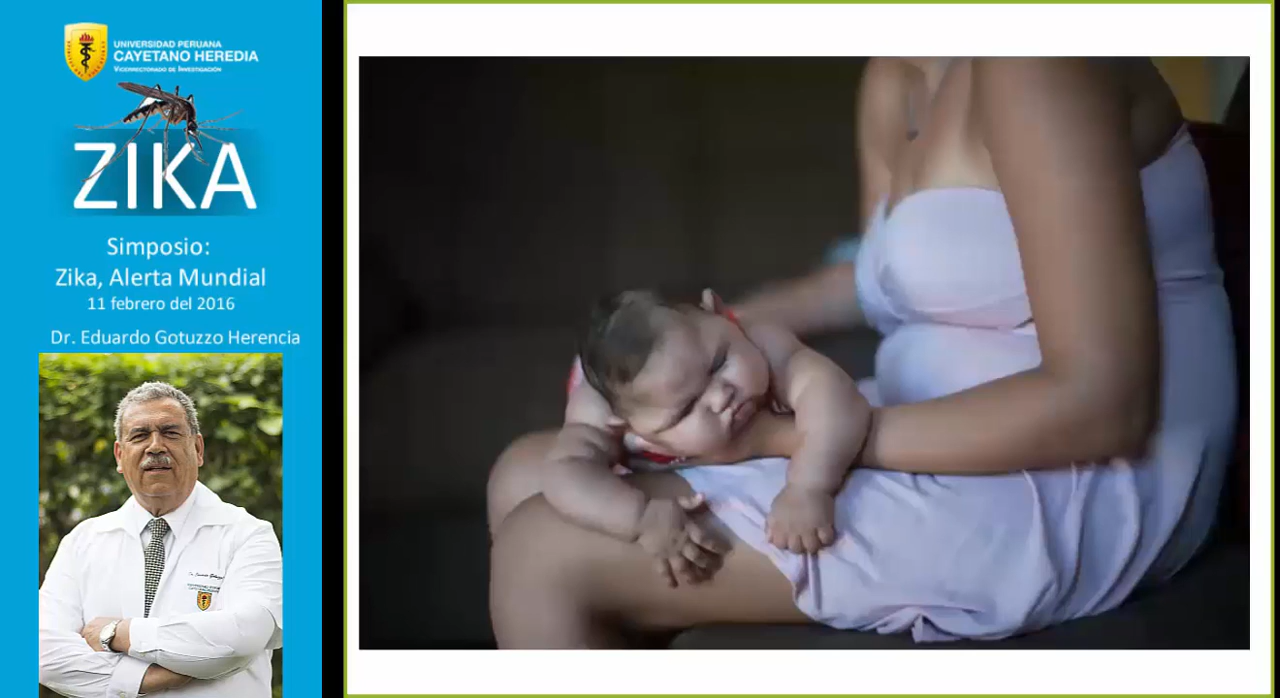 UNIVERSIDAD PERUANA
CAYETANO HEREDIA
VICERRECTORADO DE INVESTIGACIÓN
ZIKA
Simposio:
Zika, Alerta Mundial
11 febrero del 2016
Dr. Eduardo Gotuzzo Herencia